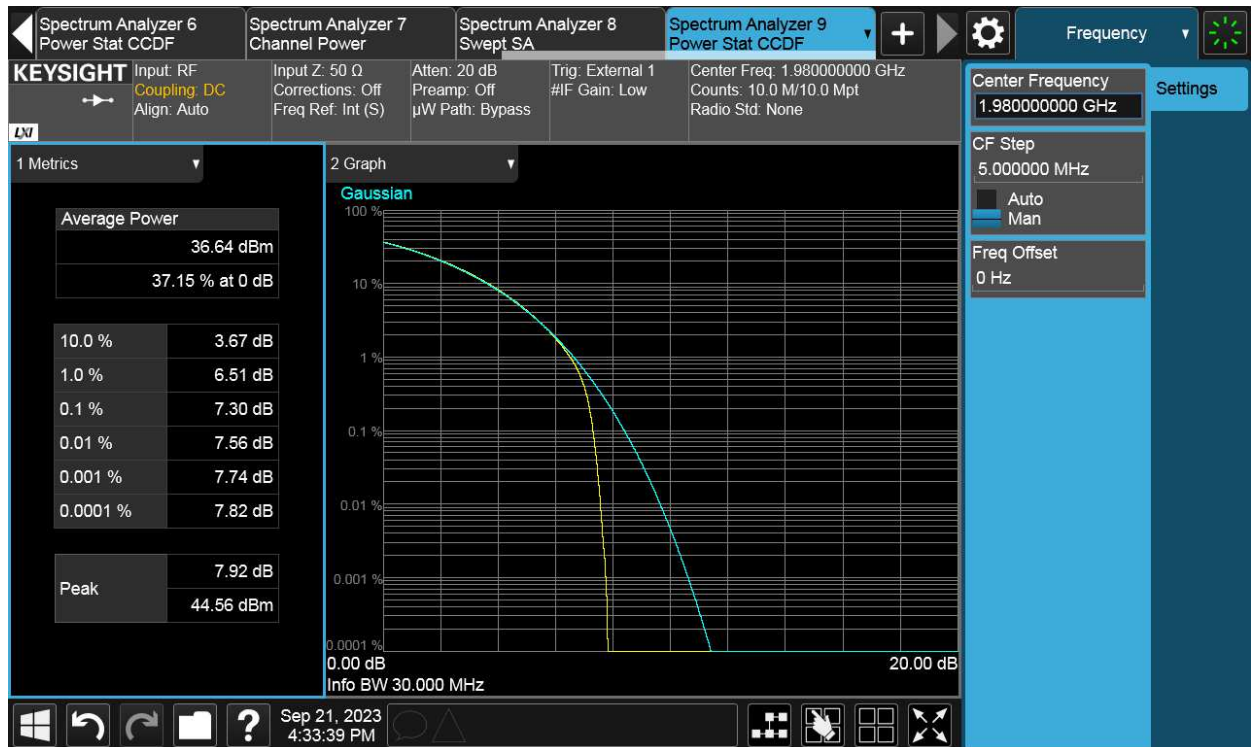 Spectrum Analyzer 6
Power Stat CCDF
Spectrum Analyzer 7
Channel Power
Spectrum Analyzer 8
Swept SA
Spectrum Analyzer 9
Power Stat CCDF
Frequency
KEYSIGHT
LXI
Input: RF
Coupling: DC
Align: Auto
Input Z: 50 Ω
Corrections: Off
Freq Ref: Int (S)
Atten: 20 dB
Preamp: Off
µW Path: Bypass
Trig: External 1
#IF Gain: Low
Center Freq: 1.980000000 GHz
Counts: 10.0 M/10.0 Mpt
Radio Std: None
Center Frequency
1.980000000 GHz
Settings
CF Step
5.000000 MHz
Auto
Man
Freq Offset
0 Hz
1 Metrics
Average Power
36.64 dBm
37.15 % at 0 dB
10.0 % 3.67 dB
1.0 % 6.51 dB
0.1 % 7.30 dB
0.01 % 7.56 dB
0.001 % 7.74 dB
0.0001 % 7.82 dB
Peak
7.92 dB
44.56 dBm
2 Graph
Gaussian
100 %
10 %
1 %
0.1 %
0.01 %
0.001 %
0.0001 %
0.00 dB 20.00 dB
Info BW 30.000 MHz
?
Sep 21, 2023
4:33:39 PM